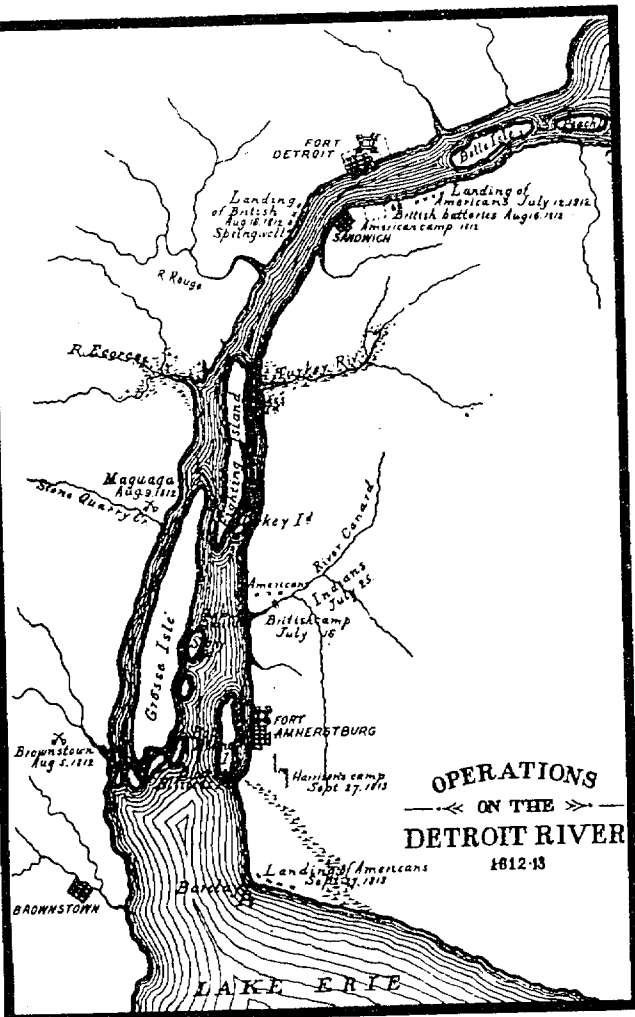 FORT
DETROIT
Belle Isle
Peach I.
Landing of
Americans July 12.1812
British batteries Aug 16.1812
American camp 1812
SANDWICH
Landing
of British
Aug 16.1812
Springwell
R Rouge
R Ecorces
Turkey Riv.
Fighting Island
Maguaga
Aug 9.1812
Stone Quarry Cr.
key Id
River Canard
Americans
Indians
July 25.
British camp
July 16
Grosse Isle
FORT
AMHERSTBURG
Brownstown
Aug 5.1812
Harrison's camp
Sept 27.1813
OPERATIONS
ON THE
DETROIT RIVER
1812-13
Landing of Americans
Sept 27.1813
Barclay
BROWNSTOWN
LAKE ERIE